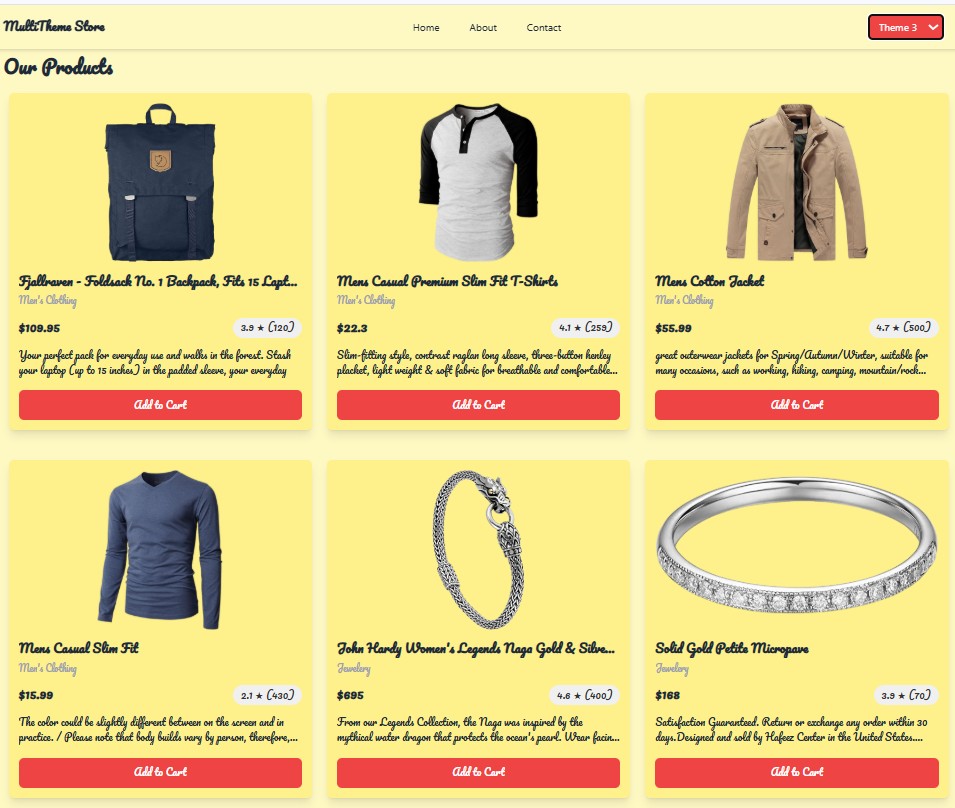 MultiTheme Store
Home
About
Contact
Theme 3
Our Products
Fjallraven - Foldsack No. 1 Backpack, Fits 15 Lapt...
Men's Clothing
$109.95
3.9 ★ (120)
Your perfect pack for everyday use and walks in the forest. Stash
your laptop (up to 15 inches) in the padded sleeve, your everyday
Add to Cart
Mens Casual Premium Slim Fit T-Shirts
Men's Clothing
$22.3
4.1 ★ (259)
Slim-fitting style, contrast raglan long sleeve, three-button henley
placket, light weight & soft fabric for breathable and comfortable...
Add to Cart
Mens Cotton Jacket
Men's Clothing
$55.99
4.7 ★ (500)
great outerwear jackets for Spring/Autumn/Winter, suitable for
many occasions, such as working, hiking, camping, mountain/rock...
Add to Cart
Mens Casual Slim Fit
Men's Clothing
$15.99
2.1 ★ (430)
The color could be slightly different between on the screen and in
practice. / Please note that body builds vary by person, therefore,...
Add to Cart
John Hardy Women's Legends Naga Gold & Silve...
Jewelery
$695
4.6 ★ (400)
From our Legends Collection, the Naga was inspired by the
mythical water dragon that protects the ocean's pearl. Wear facin...
Add to Cart
Solid Gold Petite Micropave
Jewelery
$168
3.9 ★ (70)
Satisfaction Guaranteed. Return or exchange any order within 30
days.Designed and sold by Hafeez Center in the United States....
Add to Cart